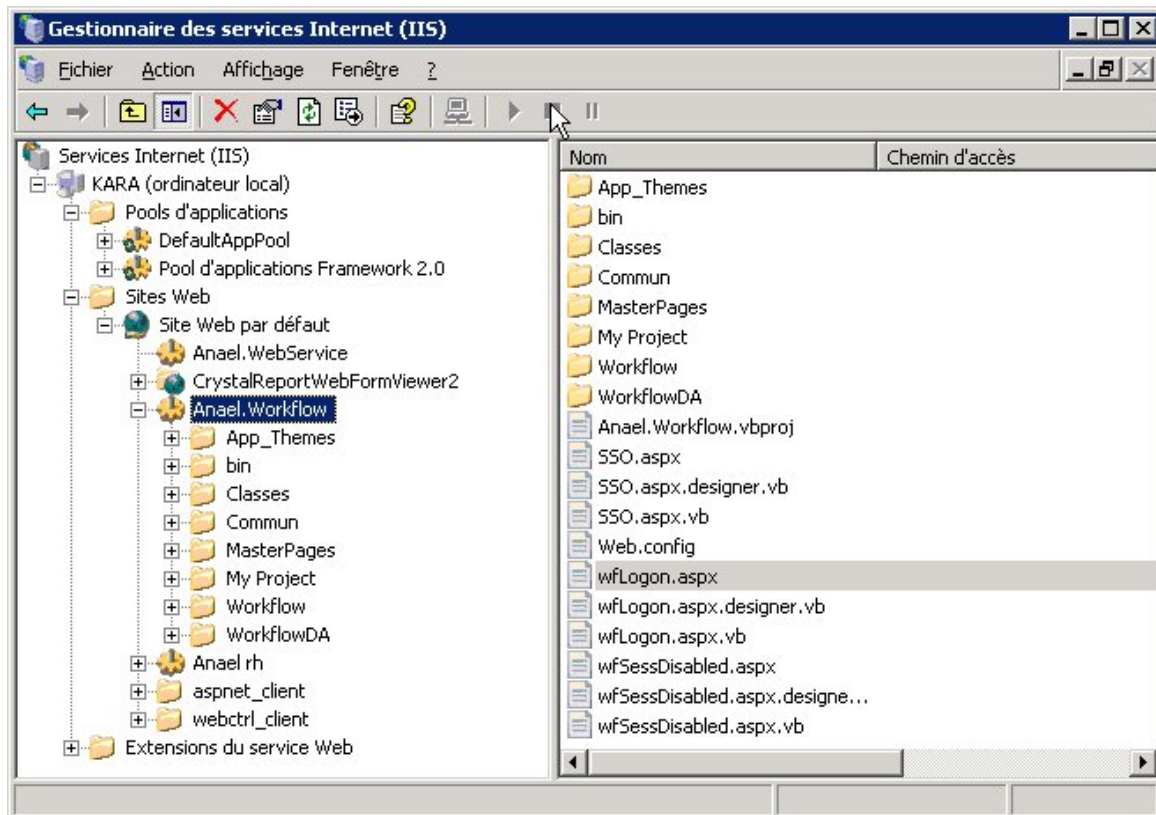 Gestionnaire des services Internet (IIS)
Fichier Action Affichage Fenêtre ?
Services Internet (IIS)
KARA (ordinateur local)
Pools d'applications
DefaultAppPool
Pool d'applications Framework 2.0
Sites Web
Site Web par défaut
Anael.WebService
CrystalReportWebFormViewer2
Anael.Workflow
App_Themes
bin
Classes
Commun
MasterPages
My Project
Workflow
WorkflowDA
Anael rh
aspnet_client
webctrl_client
Extensions du service Web
Nom Chemin d'accès
App_Themes
bin
Classes
Commun
MasterPages
My Project
Workflow
WorkflowDA
Anael.Workflow.vbproj
SSO.aspx
SSO.aspx.designer.vb
SSO.aspx.vb
Web.config
wfLogon.aspx
wfLogon.aspx.designer.vb
wfLogon.aspx.vb
wfSessDisabled.aspx
wfSessDisabled.aspx.designe...
wfSessDisabled.aspx.vb